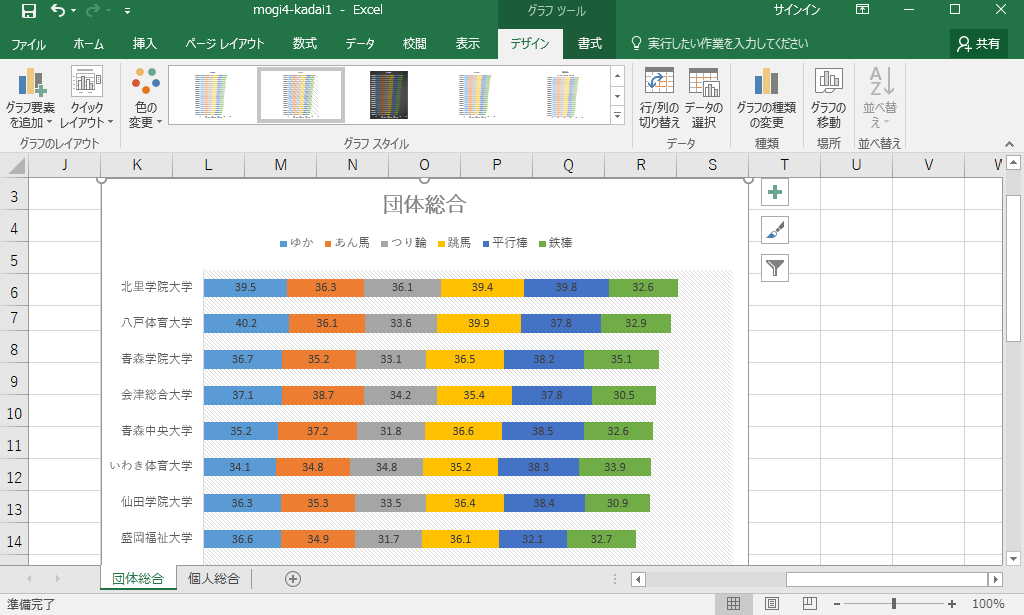 mogi4-kadai1 - Excel
グラフ ツール
サインイン
ファイル ホーム 挿入 ページ レイアウト 数式 データ 校閲 表示 デザイン 書式 実行したい作業を入力してください 共有
グラフ要素を追加
クイックレイアウト
色の変更
行/列の切り替え
データの選択
グラフの種類の変更
グラフの移動
並べ替え
グラフのレイアウト グラフ スタイル データ 種類 場所 並べ替え
J K L M N O P Q R S T U V W
3
4
5
6
7
8
9
10
11
12
13
14
団体総合
ゆか あん馬 つり輪 跳馬 平行棒 鉄棒
北里学院大学 39.5 36.3 36.1 39.4 39.8 32.6
八戸体育大学 40.2 36.1 33.6 39.9 37.8 32.9
青森学院大学 36.7 35.2 33.1 36.5 38.2 35.1
会津総合大学 37.1 38.7 34.2 35.4 37.8 30.5
青森中央大学 35.2 37.2 31.8 36.6 38.5 32.6
いわき体育大学 34.1 34.8 34.8 35.2 38.3 33.9
仙田学院大学 36.3 35.3 33.5 36.4 38.4 30.9
盛岡福祉大学 36.6 34.9 31.7 36.1 32.1 32.7
団体総合 個人総合
準備完了
100%